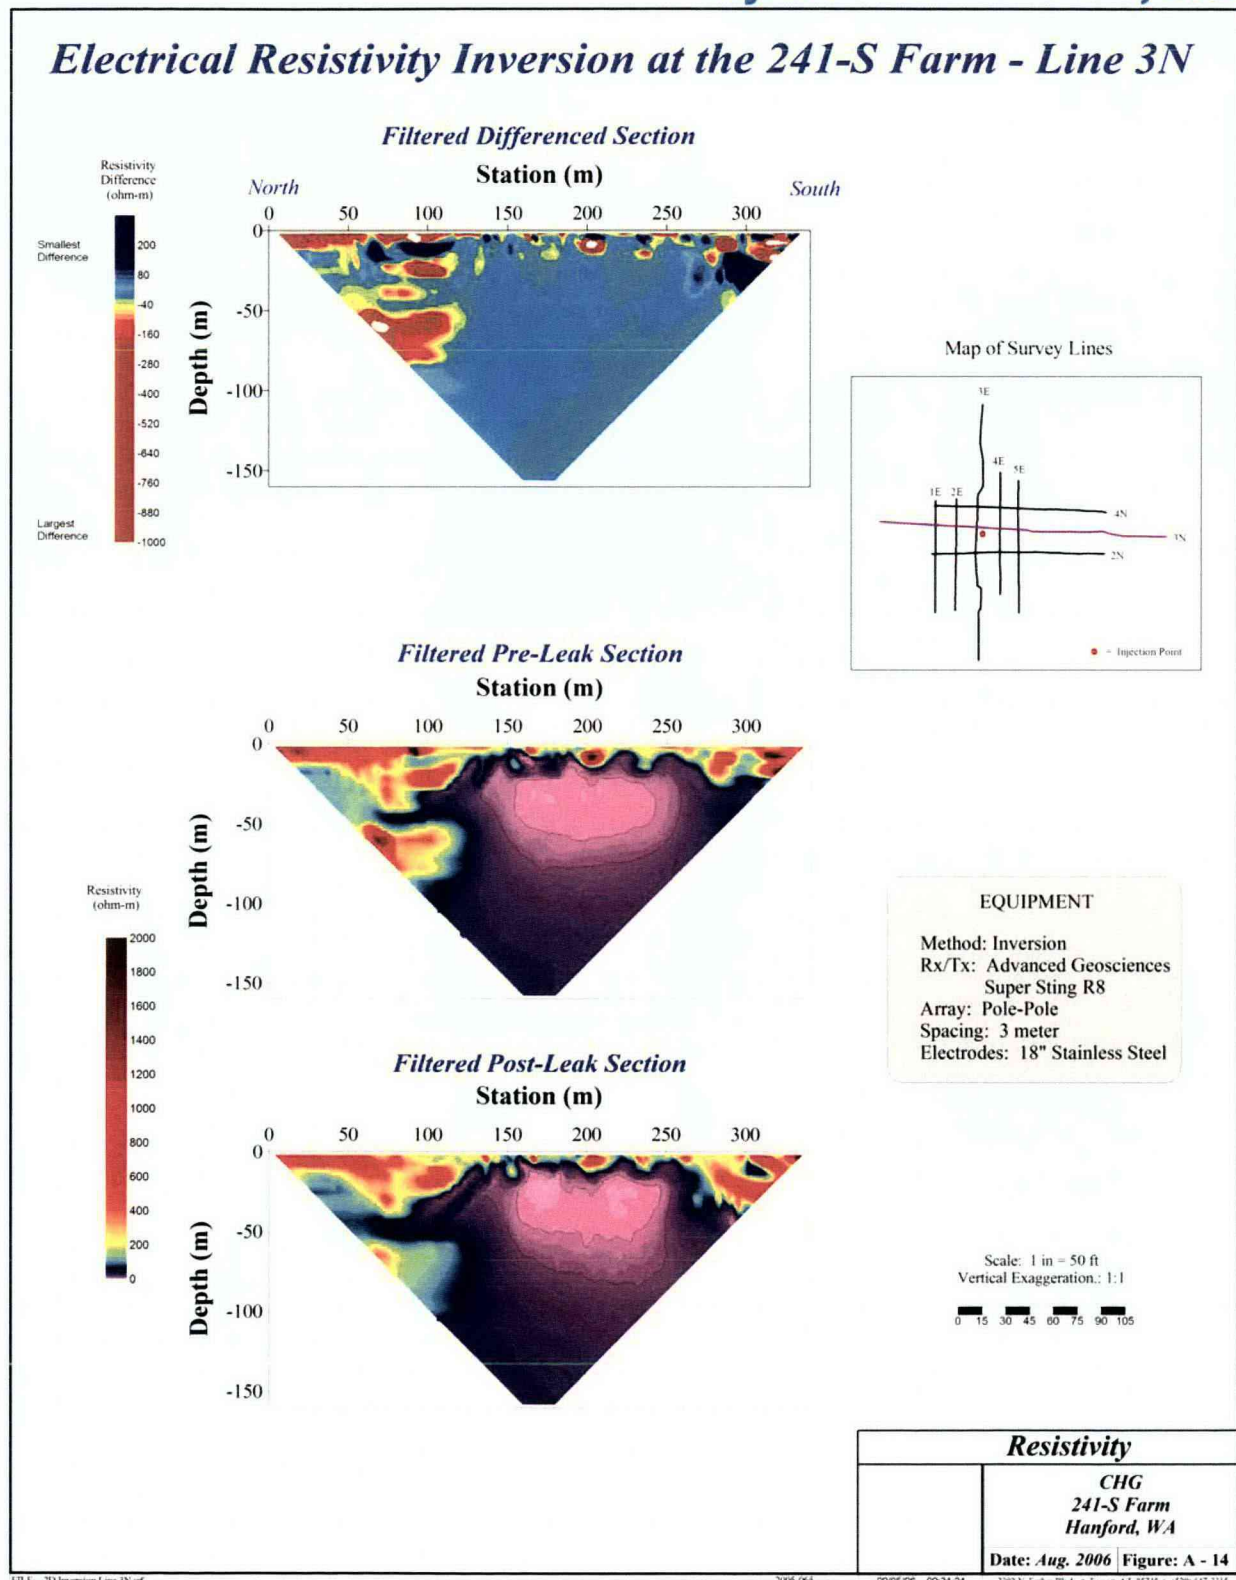 Electrical Resistivity Inversion at the 241-S Farm - Line 3N
Filtered Differenced Section
Station (m)
North
South
0 50 100 150 200 250 300
Resistivity
Difference
(ohm-m)
Smallest
Difference
200
80
-40
-160
-280
-400
-520
-640
-760
-880
-1000
Largest
Difference
Depth (m)
0
-50
-100
-150
Map of Survey Lines
3E
4E
5E
1E 2E
4N
3N
2N
= Injection Point
Filtered Pre-Leak Section
Station (m)
0 50 100 150 200 250 300
Depth (m)
0
-50
-100
-150
Resistivity
(ohm-m)
2000
1800
1600
1400
1200
1000
800
600
400
200
0
EQUIPMENT
Method: Inversion
Rx/Tx: Advanced Geosciences
Super Sting R8
Array: Pole-Pole
Spacing: 3 meter
Electrodes: 18" Stainless Steel
Filtered Post-Leak Section
Station (m)
0 50 100 150 200 250 300
Depth (m)
0
-50
-100
-150
Scale: 1 in = 50 ft
Vertical Exaggeration.: 1:1
0 15 30 45 60 75 90 105
Resistivity
CHG
241-S Farm
Hanford, WA
Date: Aug. 2006 Figure: A - 14